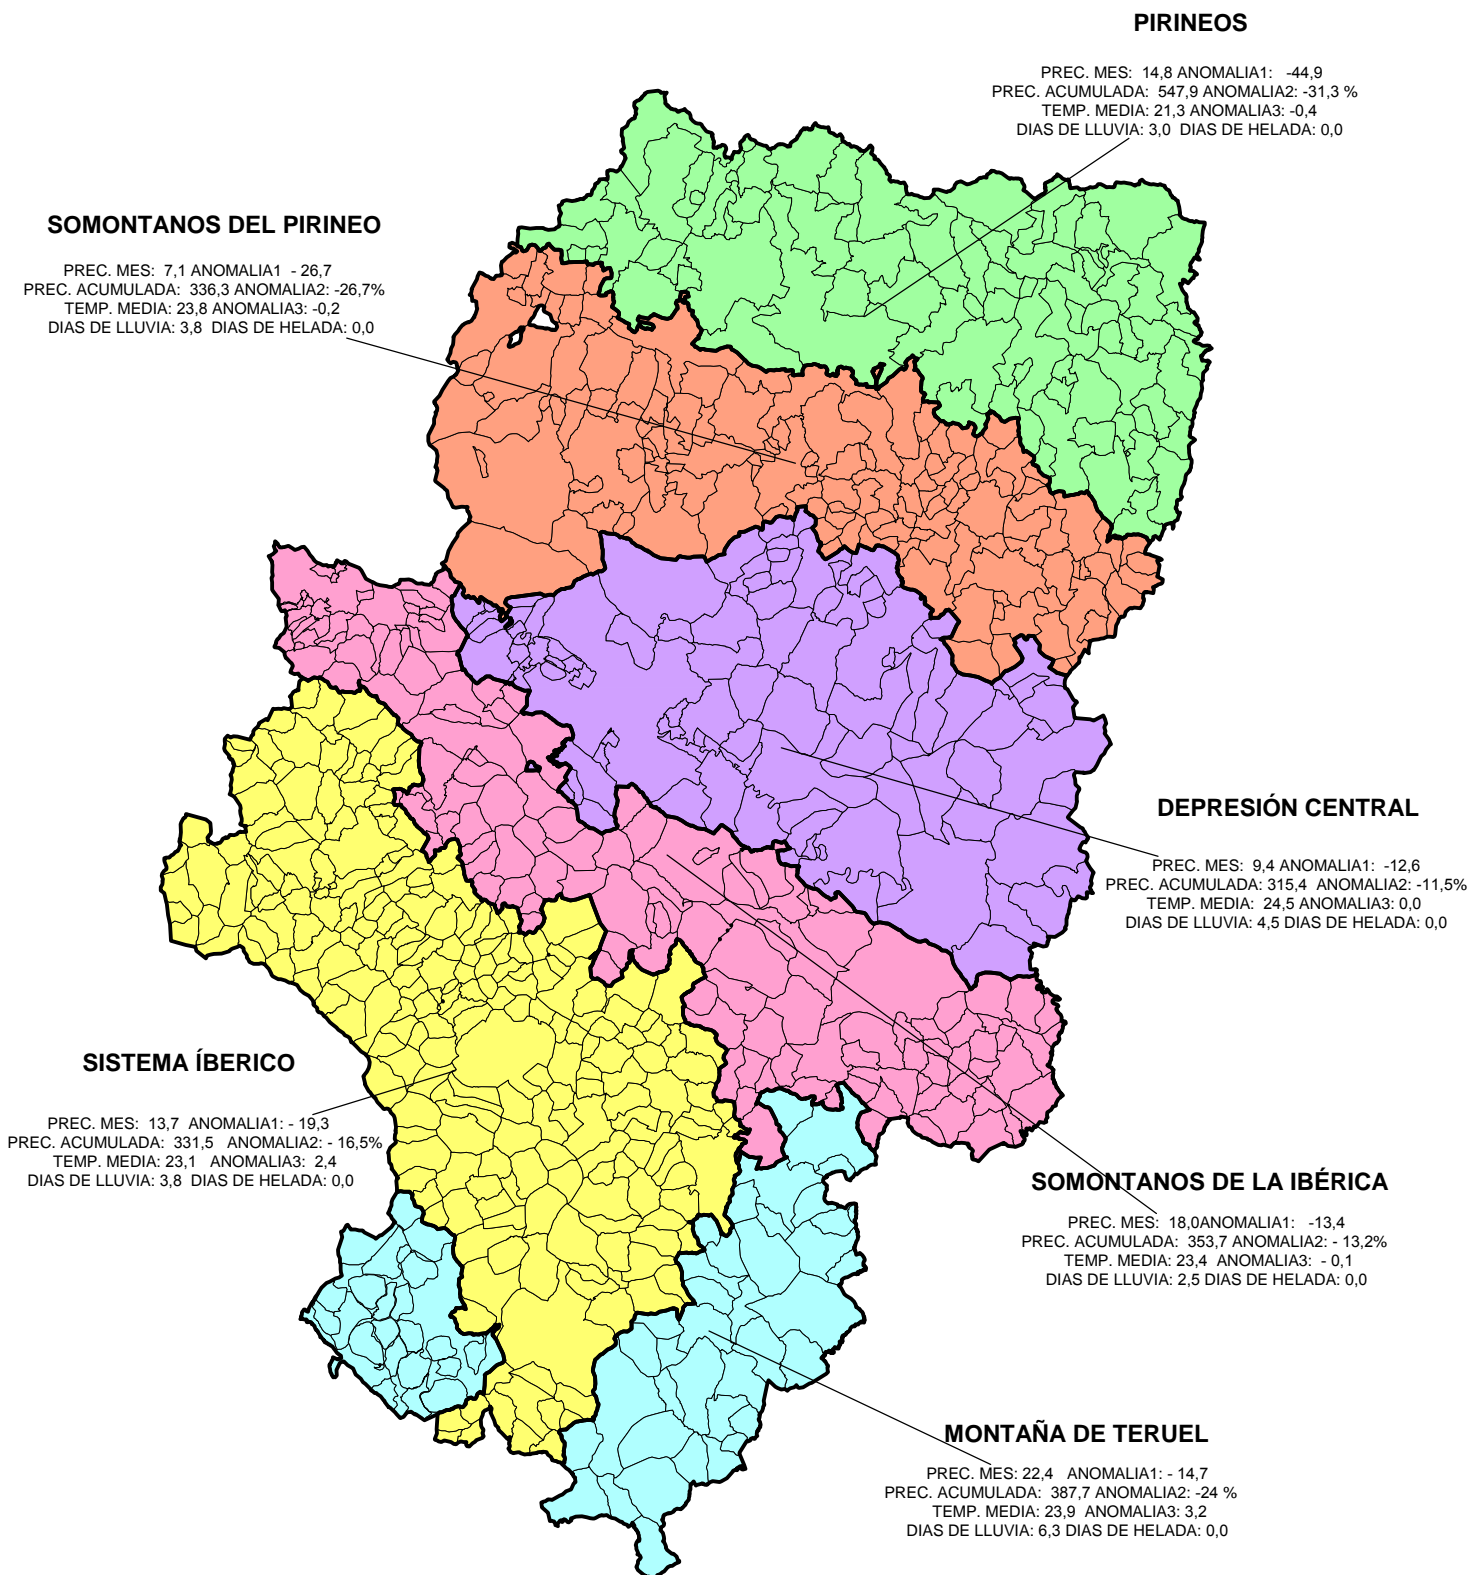 PIRINEOS
PREC. MES: 14,8 ANOMALIA1: -44,9
PREC. ACUMULADA: 547,9 ANOMALIA2: -31,3 %
TEMP. MEDIA: 21,3 ANOMALIA3: -0,4
DIAS DE LLUVIA: 3,0 DIAS DE HELADA: 0,0
SOMONTANOS DEL PIRINEO
PREC. MES: 7,1 ANOMALIA1 - 26,7
PREC. ACUMULADA: 336,3 ANOMALIA2: -26,7%
TEMP. MEDIA: 23,8 ANOMALIA3: -0,2
DIAS DE LLUVIA: 3,8 DIAS DE HELADA: 0,0
DEPRESIÓN CENTRAL
PREC. MES: 9,4 ANOMALIA1: -12,6
PREC. ACUMULADA: 315,4 ANOMALIA2: -11,5%
TEMP. MEDIA: 24,5 ANOMALIA3: 0,0
DIAS DE LLUVIA: 4,5 DIAS DE HELADA: 0,0
SISTEMA ÍBERICO
PREC. MES: 13,7 ANOMALIA1: - 19,3
PREC. ACUMULADA: 331,5 ANOMALIA2: - 16,5%
TEMP. MEDIA: 23,1 ANOMALIA3: 2,4
DIAS DE LLUVIA: 3,8 DIAS DE HELADA: 0,0
SOMONTANOS DE LA IBÉRICA
PREC. MES: 18,0ANOMALIA1: -13,4
PREC. ACUMULADA: 353,7 ANOMALIA2: - 13,2%
TEMP. MEDIA: 23,4 ANOMALIA3: - 0,1
DIAS DE LLUVIA: 2,5 DIAS DE HELADA: 0,0
MONTAÑA DE TERUEL
PREC. MES: 22,4 ANOMALIA1: - 14,7
PREC. ACUMULADA: 387,7 ANOMALIA2: -24 %
TEMP. MEDIA: 23,9 ANOMALIA3: 3,2
DIAS DE LLUVIA: 6,3 DIAS DE HELADA: 0,0